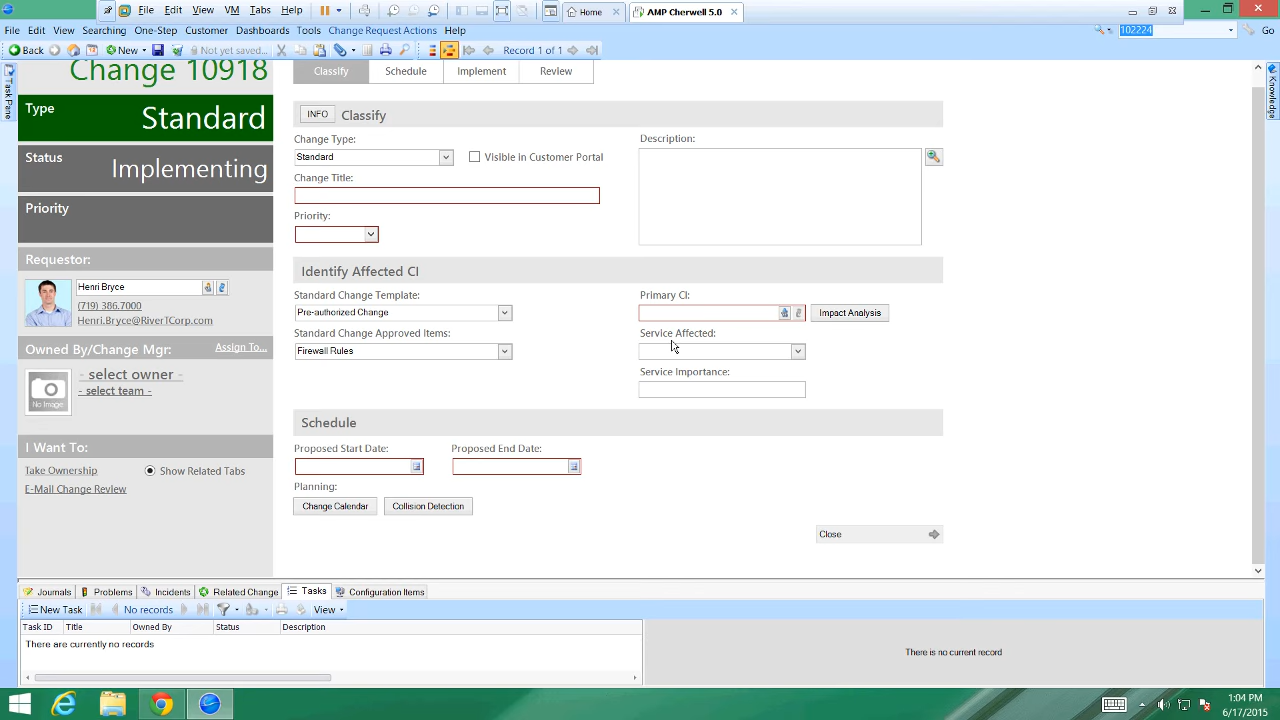 File Edit View VMs Tabs Help
Home
AMP Cherwell 5.0
File Edit View Searching One-Step Customer Dashboards Tools Change Request Actions Help
102224
Go
Back
New
Not yet saved...
Record 1 of 1
Task Pane
Knowledge
Change 10918
Type
Standard
Status
Implementing
Priority
Requestor:
Henri Bryce
(719) 386.7000
Henri.Bryce@RiverTCorp.com
Owned By/Change Mgr:
Assign To...
- select owner -
- select team -
No Image
I Want To:
Take Ownership
Show Related Tabs
E-Mail Change Review
Classify
Schedule
Implement
Review
INFO
Classify
Change Type:
Standard
Visible in Customer Portal
Change Title:
Priority:
Description:
Identify Affected CI
Standard Change Template:
Pre-authorized Change
Standard Change Approved Items:
Firewall Rules
Primary CI:
Impact Analysis
Service Affected:
Service Importance:
Schedule
Proposed Start Date:
Proposed End Date:
Planning:
Change Calendar
Collision Detection
Close
Journals
Problems
Incidents
Related Change
Tasks
Configuration Items
New Task
No records
View
Task ID Title Owned By Status Description
There are currently no records
There is no current record
1:04 PM
6/17/2015